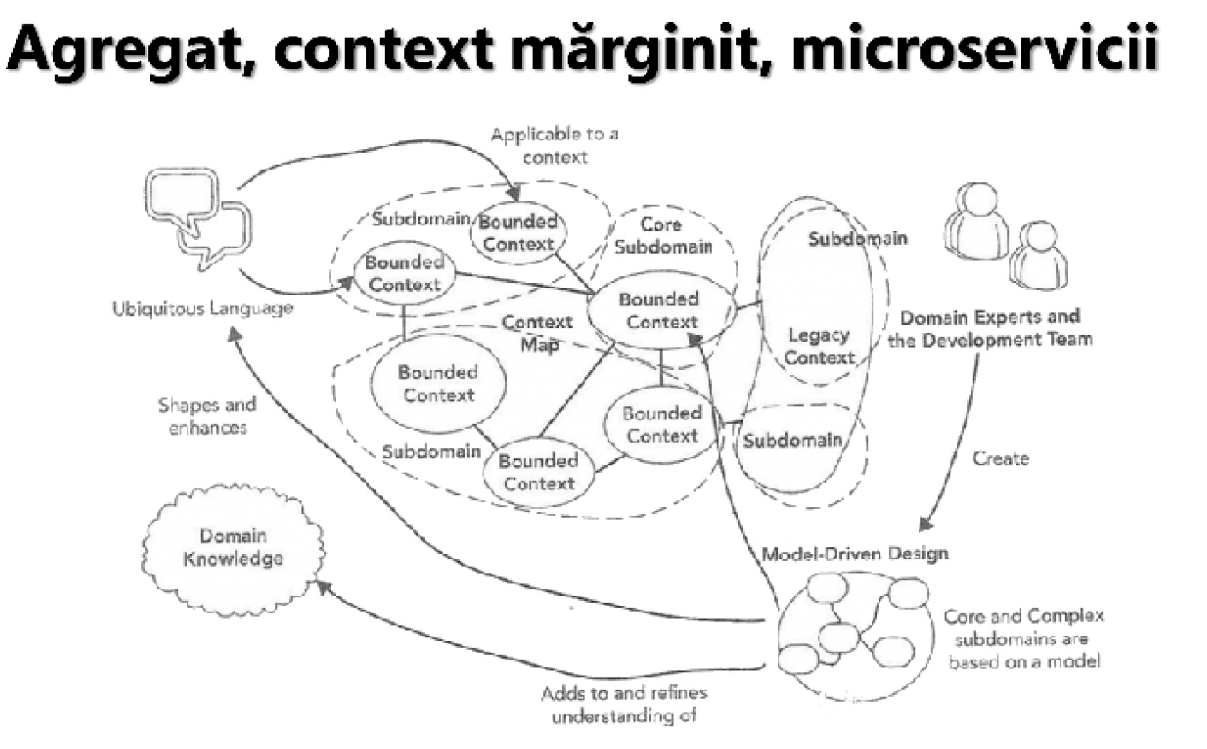 Agregat, context mărginit, microservicii
Applicable to a
context
Subdomain
Bounded
Context
Core
Subdomain
Subdomain
Bounded
Context
Ubiquitous Language
Bounded
Context
Context
Map
Legacy
Context
Domain Experts and
the Development Team
Bounded
Context
Shapes and
enhances
Bounded
Context
Subdomain
Subdomain
Bounded
Context
Create
Domain
Knowledge
Model-Driven Design
Core and Complex
subdomains are
based on a model
Adds to and refines
understanding of